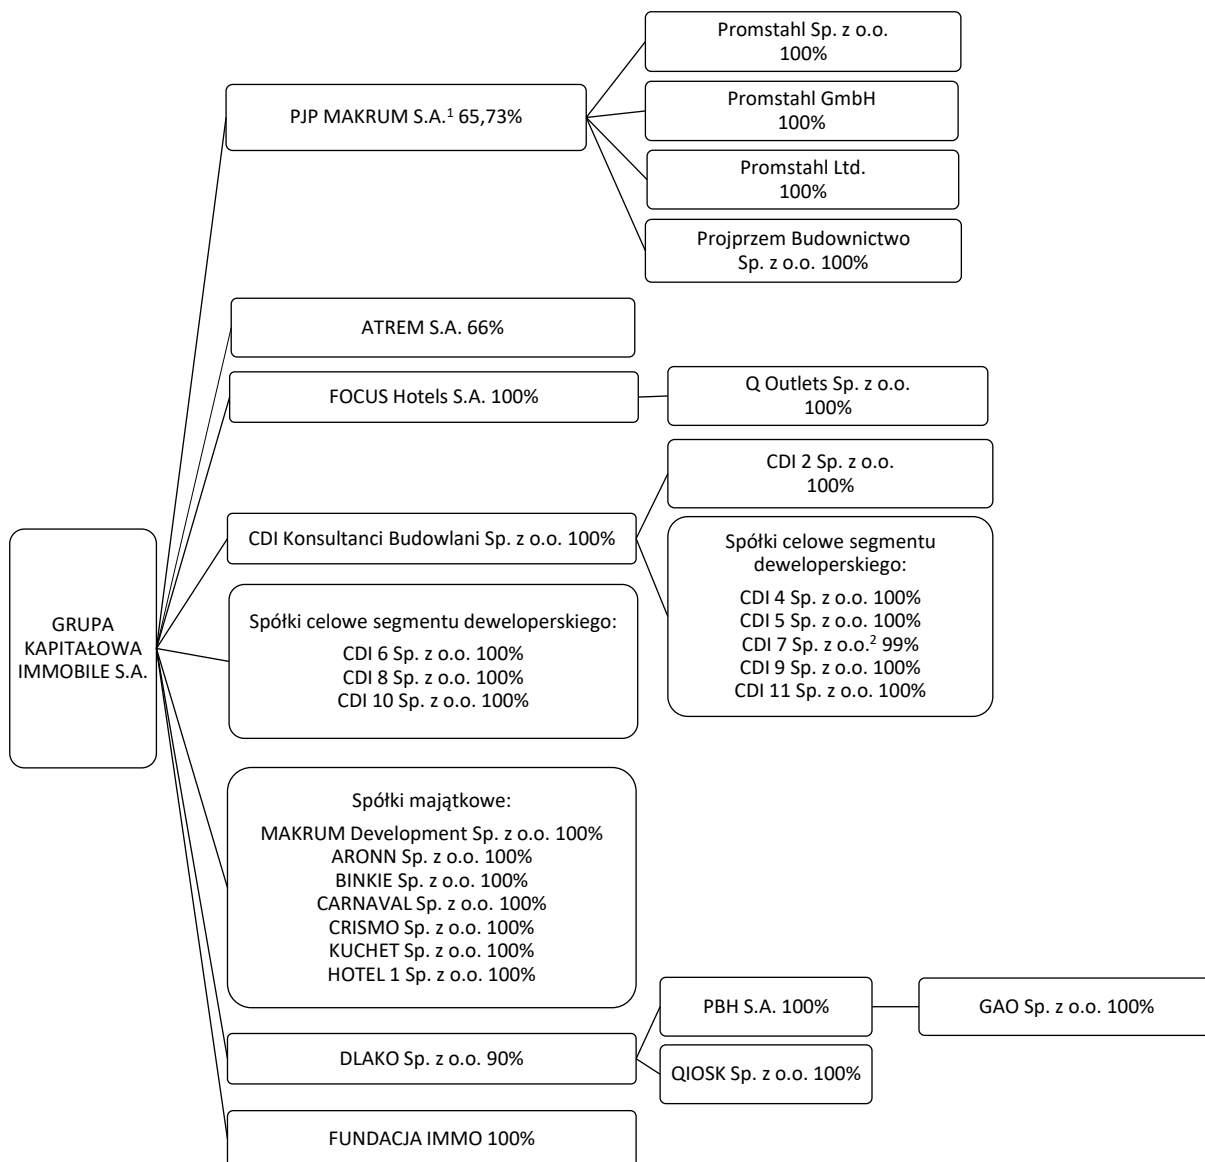 Promstahl Sp. z o.o.
100%
PJP MAKRUM S.A.¹ 65,73%
Promstahl GmbH
100%
Promstahl Ltd.
100%
Projprzem Budownictwo
Sp. z o.o. 100%
ATREM S.A. 66%
FOCUS Hotels S.A. 100%
Q Outlets Sp. z o.o.
100%
CDI 2 Sp. z o.o.
100%
CDI Konsultanci Budowlani Sp. z o.o. 100%
Spółki celowe segmentu
deweloperskiego:
CDI 4 Sp. z o.o. 100%
CDI 5 Sp. z o.o. 100%
CDI 7 Sp. z o.o.² 99%
CDI 9 Sp. z o.o. 100%
CDI 11 Sp. z o.o. 100%
GRUPA
KAPITAŁOWA
IMMOBILE S.A.
Spółki celowe segmentu deweloperskiego:
CDI 6 Sp. z o.o. 100%
CDI 8 Sp. z o.o. 100%
CDI 10 Sp. z o.o. 100%
Spółki majątkowe:
MAKRUM Development Sp. z o.o. 100%
ARONN Sp. z o.o. 100%
BINKIE Sp. z o.o. 100%
CARNAVAL Sp. z o.o. 100%
CRISMO Sp. z o.o. 100%
KUCHET Sp. z o.o. 100%
HOTEL 1 Sp. z o.o. 100%
PBH S.A. 100%
GAO Sp. z o.o. 100%
DLAKO Sp. z o.o. 90%
QIOSK Sp. z o.o. 100%
FUNDACJA IMMO 100%